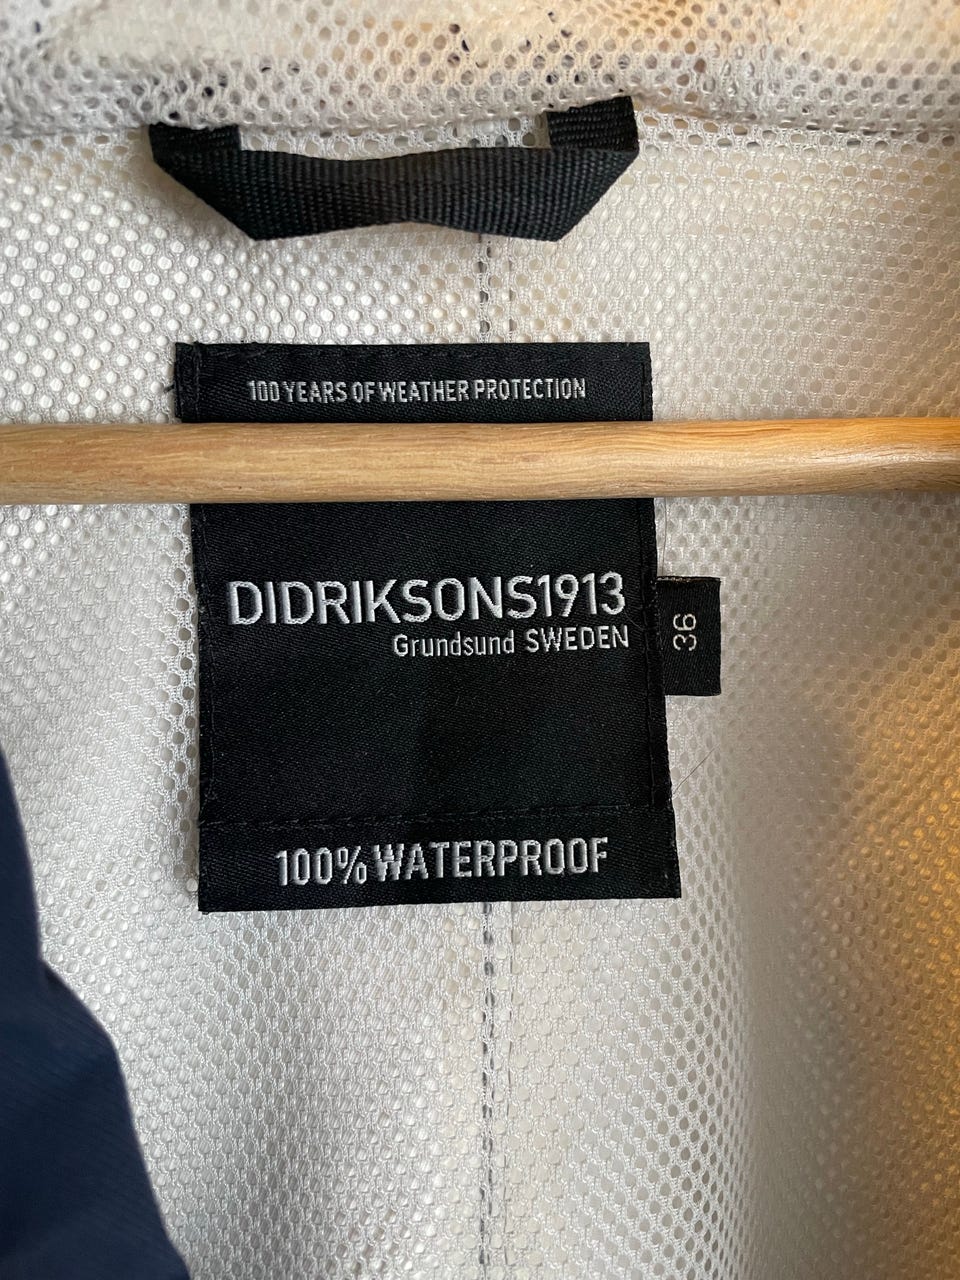 100 YEARS OF WEATHER PROTECTION
DIDRIKSONS1913
Grundsund SWEDEN
36
100% WATERPROOF